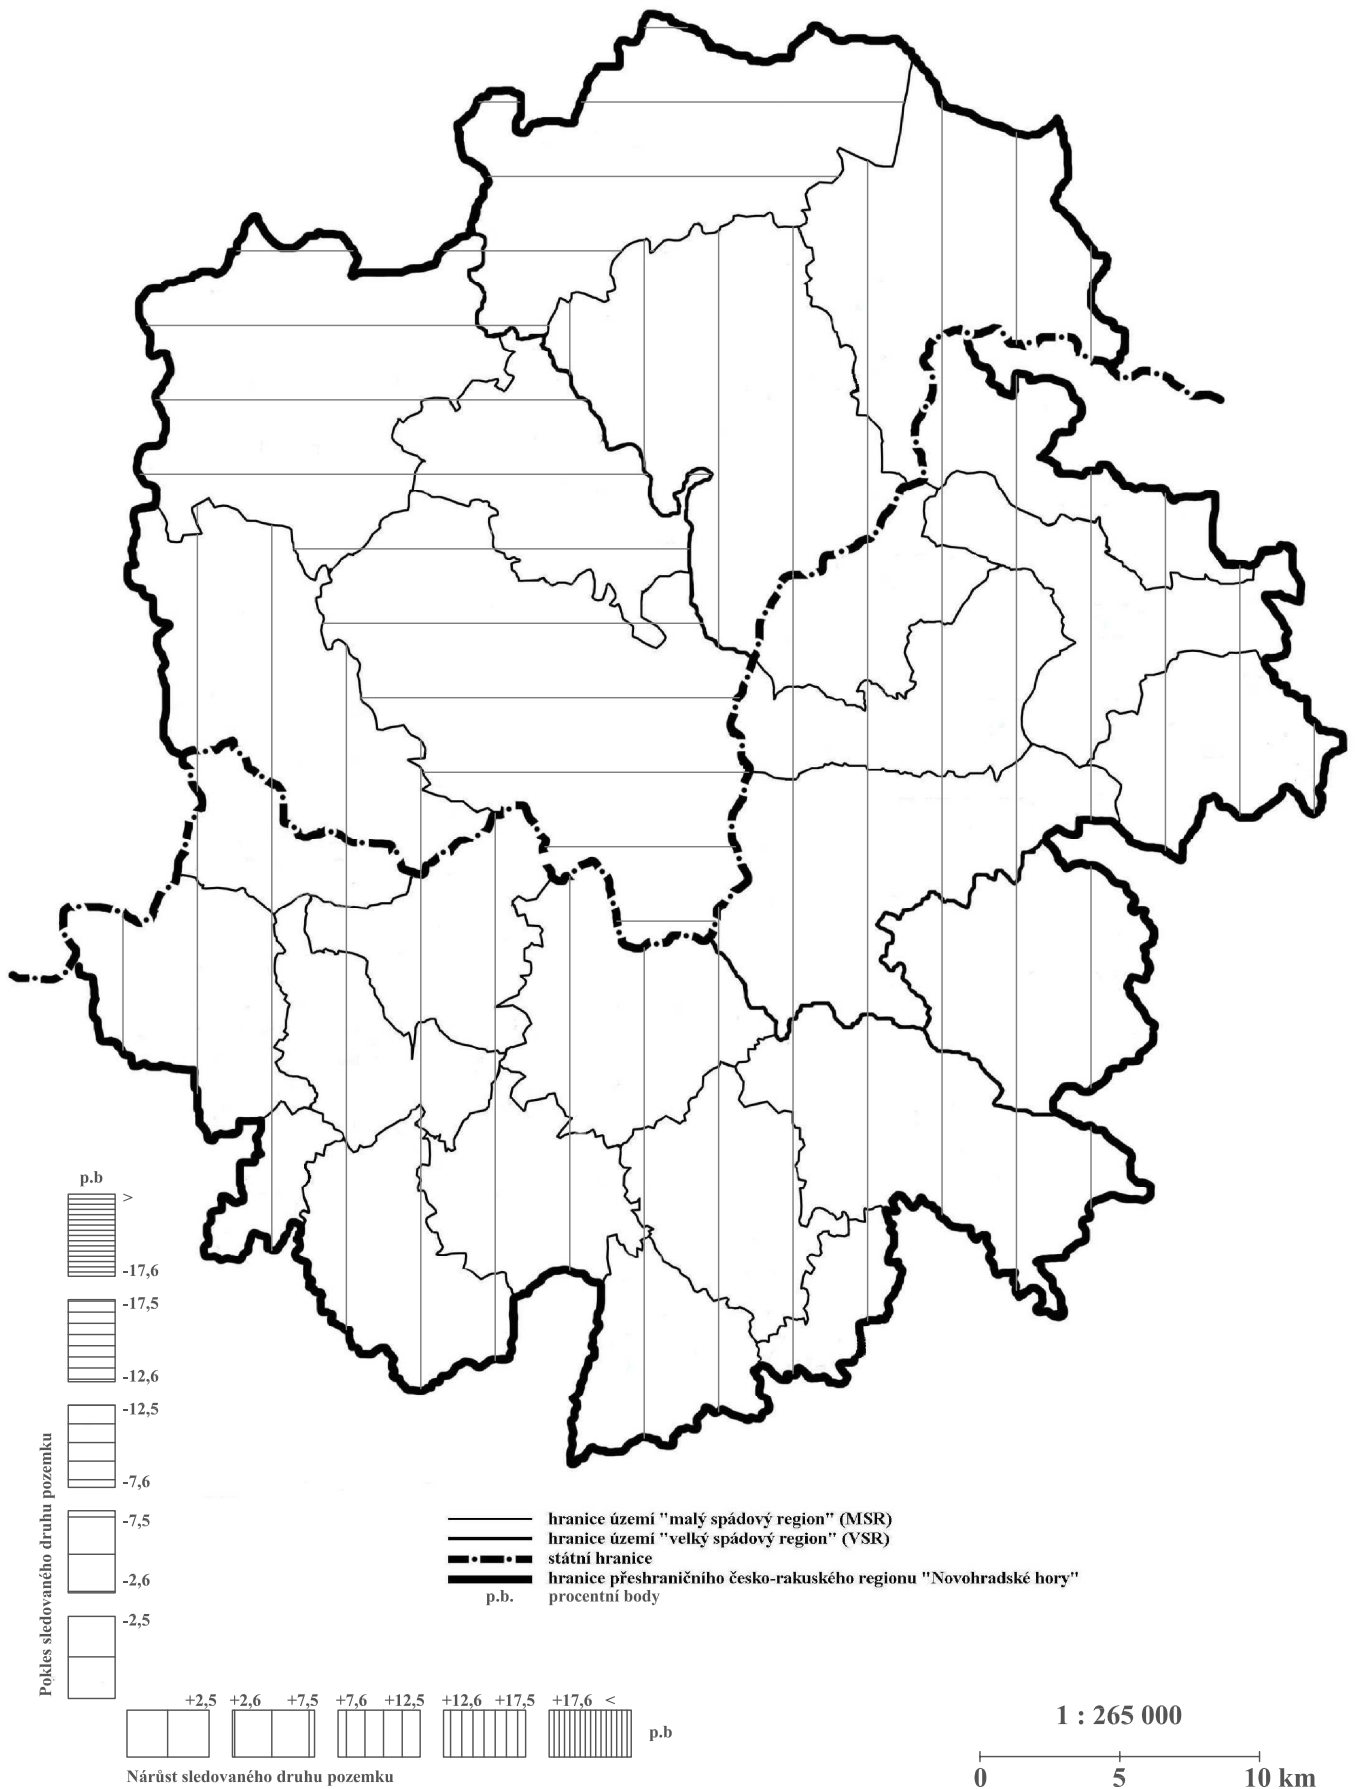 p.b
>
-17,6
-17,5
-12,6
-12,5
-7,6
-7,5
-2,6
-2,5
Pokles sledovaného druhu pozemku
hranice území "malý spádový region" (MSR)
hranice území "velký spádový region" (VSR)
státní hranice
hranice přeshraničního česko-rakuského regionu "Novohradské hory"
p.b. procentní body
+2,5 +2,6 +7,5 +7,6 +12,5 +12,6 +17,5 +17,6 <
p.b
Nárůst sledovaného druhu pozemku
1 : 265 000
0 5 10 km